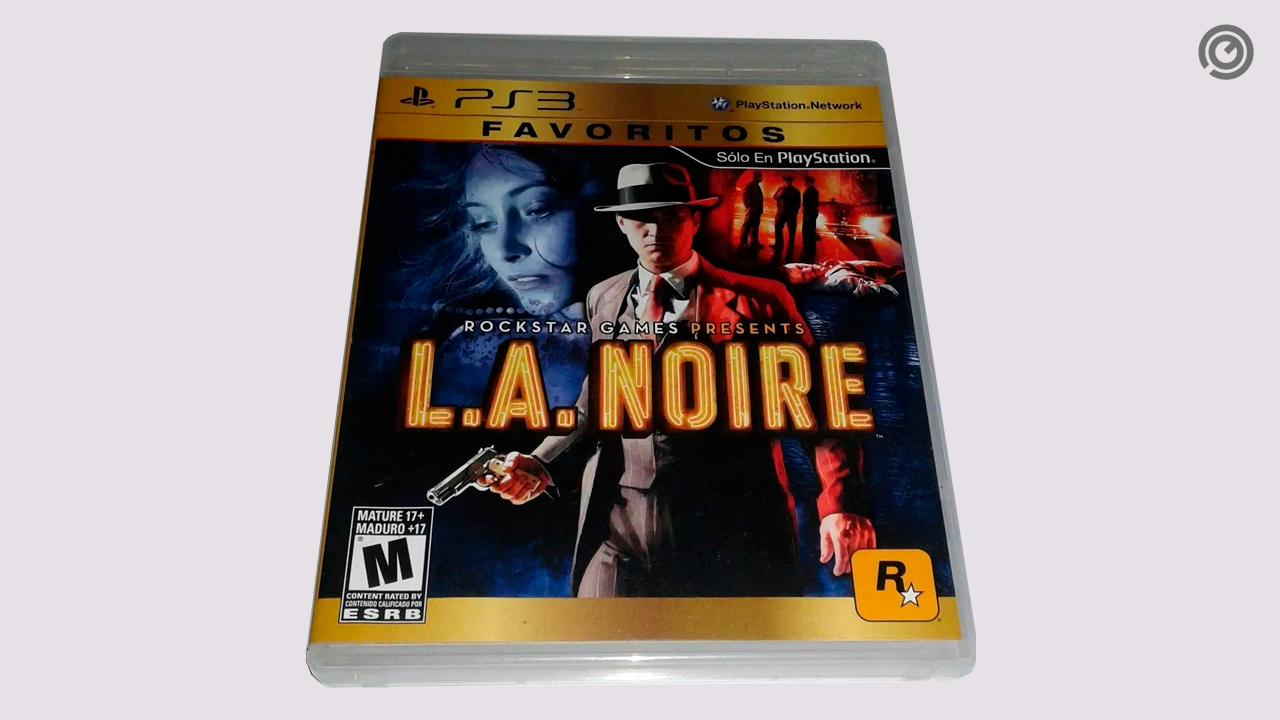 PS3
PlayStation®Network
FAVORITOS
Sólo En PlayStation®
ROCKSTAR GAMES PRESENTS
L.A. NOIRE™
MATURE 17+
MADURO +17
M
CONTENT RATED BY
CONTENIDO CALIFICADO POR
ESRB
R